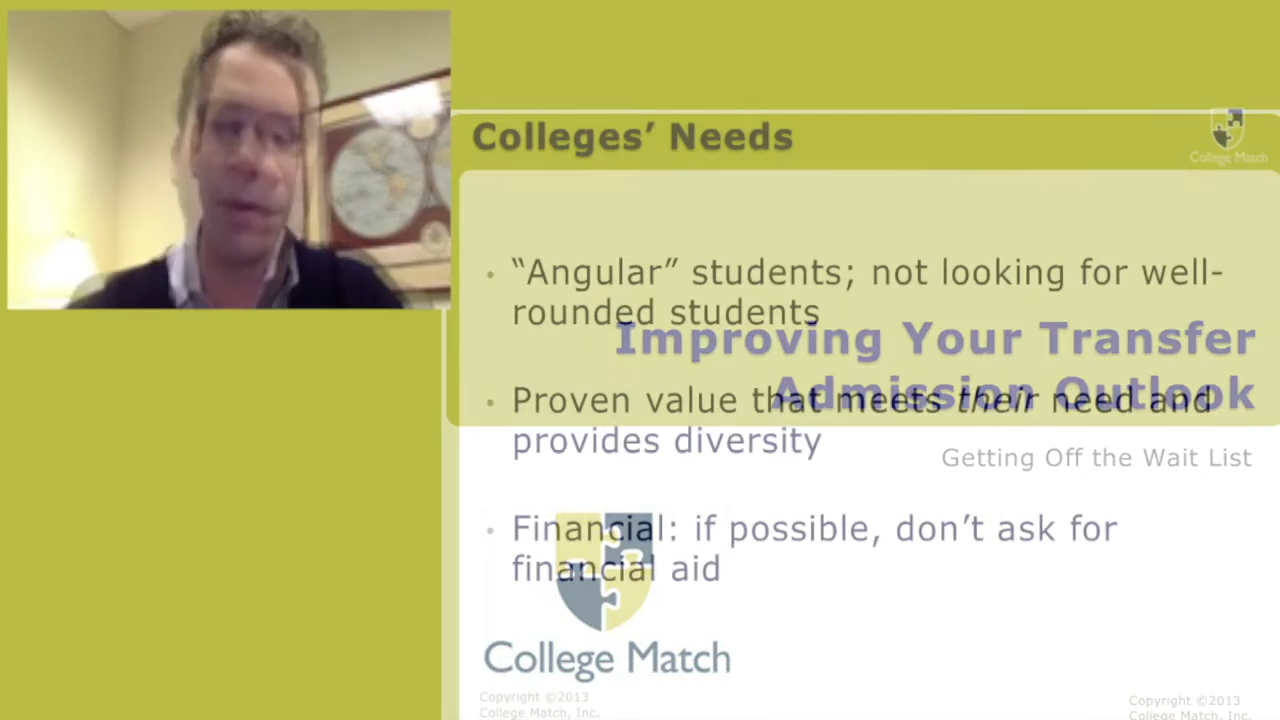 Colleges’ Needs
College Match
• “Angular” students; not looking for well-
rounded students
Improving Your Transfer
Admission Outlook
• Proven value that meets their need and
provides diversity
Getting Off the Wait List
• Financial: if possible, don’t ask for
financial aid
College Match
Copyright ©2013
College Match, Inc.
Copyright ©2013
College Match, Inc.